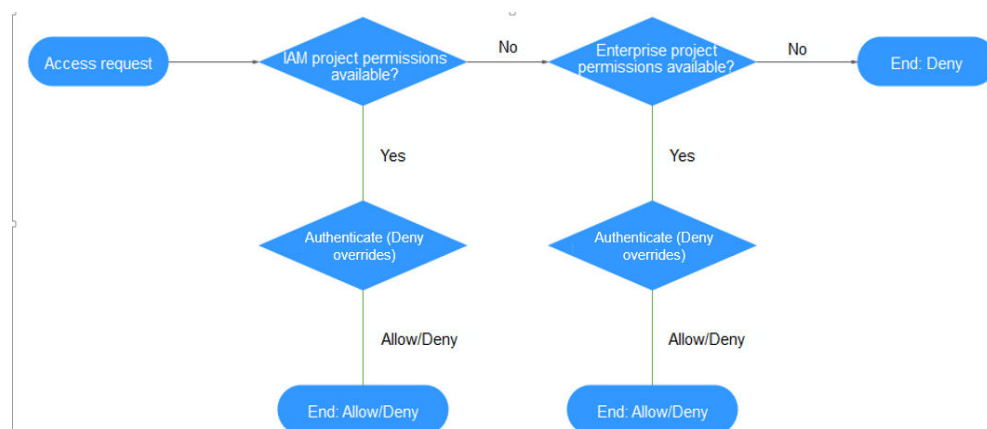 Access request
IAM project permissions
available?
No
Enterprise project
permissions available?
No
End: Deny
Yes
Yes
Authenticate (Deny
overrides)
Authenticate (Deny
overrides)
Allow/Deny
Allow/Deny
End: Allow/Deny
End: Allow/Deny